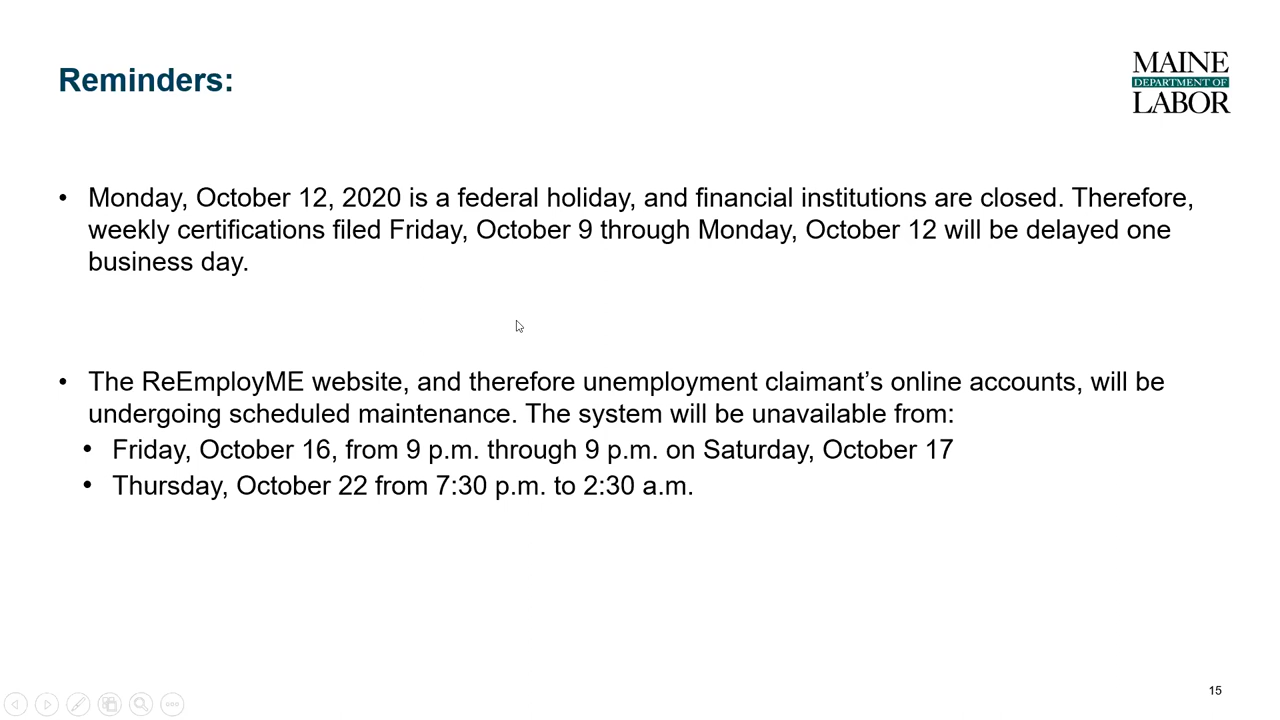 Reminders:
MAINE
DEPARTMENT OF
LABOR
• Monday, October 12, 2020 is a federal holiday, and financial institutions are closed. Therefore,
weekly certifications filed Friday, October 9 through Monday, October 12 will be delayed one
business day.
• The ReEmployME website, and therefore unemployment claimant’s online accounts, will be
undergoing scheduled maintenance. The system will be unavailable from:
• Friday, October 16, from 9 p.m. through 9 p.m. on Saturday, October 17
• Thursday, October 22 from 7:30 p.m. to 2:30 a.m.
15